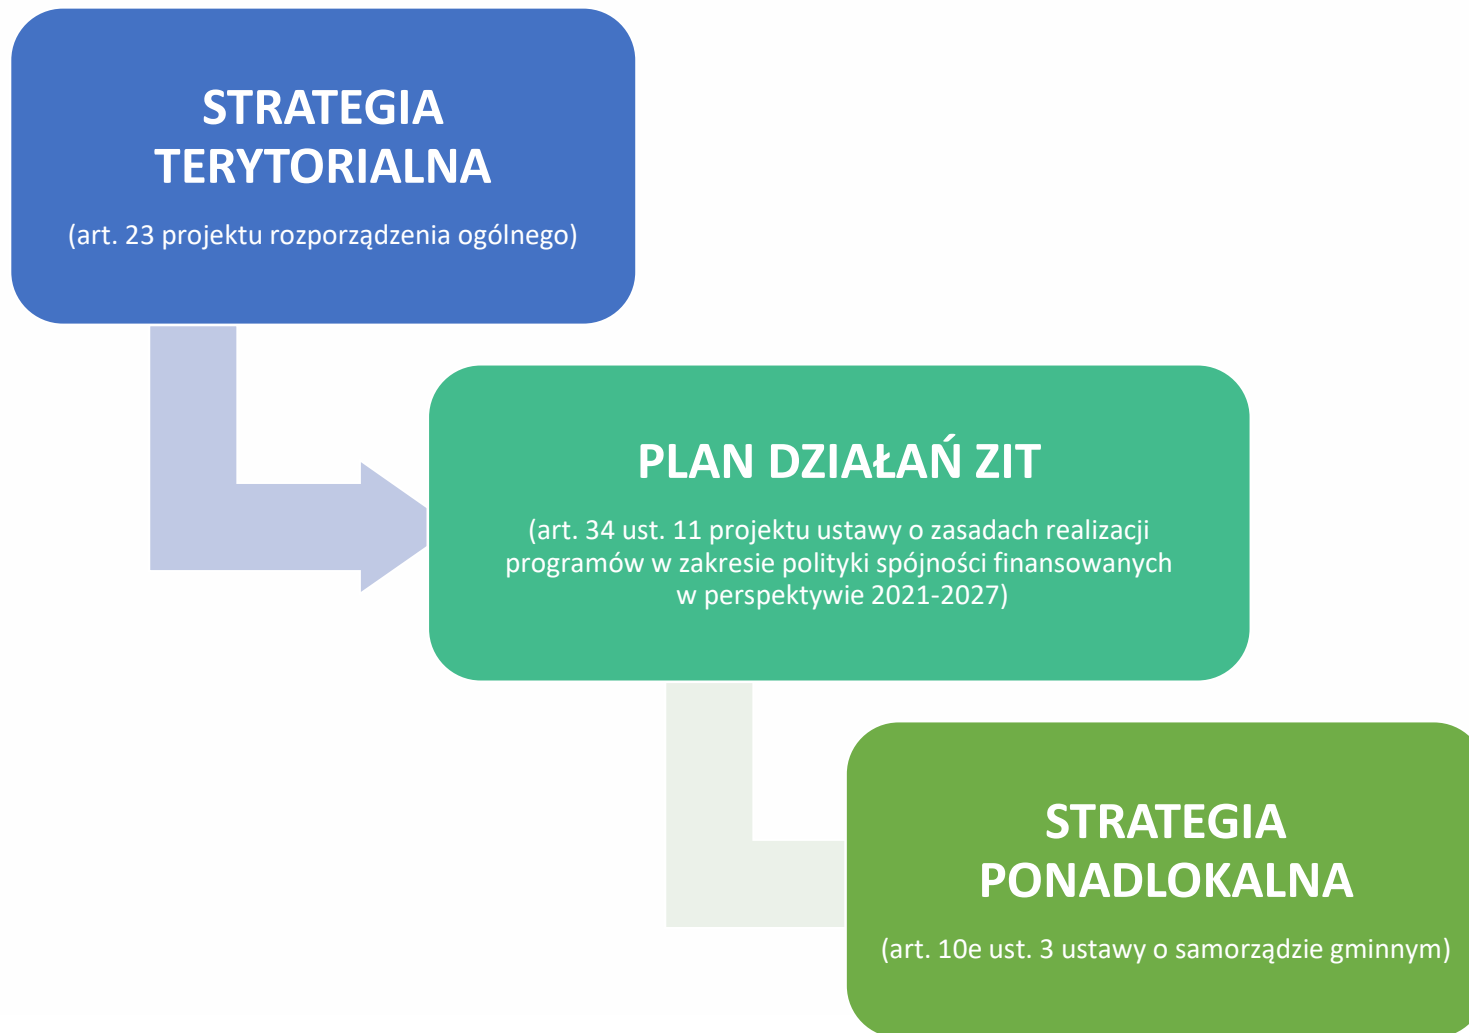 STRATEGIA
TERYTORIALNA
(art. 23 projektu rozporządzenia ogólnego)
PLAN DZIAŁAŃ ZIT
(art. 34 ust. 11 projektu ustawy o zasadach realizacji
programów w zakresie polityki spójności finansowanych
w perspektywie 2021-2027)
STRATEGIA
PONADLOKALNA
(art. 10e ust. 3 ustawy o samorządzie gminnym)